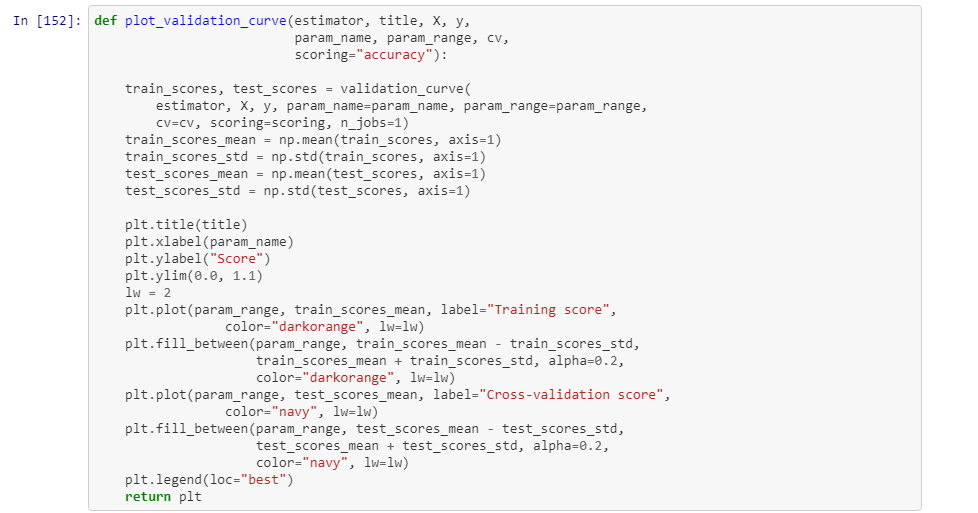 In [152]: def plot_validation_curve(estimator, title, X, y,
                          param_name, param_range, cv,
                          scoring="accuracy"):

    train_scores, test_scores = validation_curve(
        estimator, X, y, param_name=param_name, param_range=param_range,
        cv=cv, scoring=scoring, n_jobs=1)
    train_scores_mean = np.mean(train_scores, axis=1)
    train_scores_std = np.std(train_scores, axis=1)
    test_scores_mean = np.mean(test_scores, axis=1)
    test_scores_std = np.std(test_scores, axis=1)

    plt.title(title)
    plt.xlabel(param_name)
    plt.ylabel("Score")
    plt.ylim(0.0, 1.1)
    lw = 2
    plt.plot(param_range, train_scores_mean, label="Training score",
                 color="darkorange", lw=lw)
    plt.fill_between(param_range, train_scores_mean - train_scores_std,
                     train_scores_mean + train_scores_std, alpha=0.2,
                     color="darkorange", lw=lw)
    plt.plot(param_range, test_scores_mean, label="Cross-validation score",
                 color="navy", lw=lw)
    plt.fill_between(param_range, test_scores_mean - test_scores_std,
                     test_scores_mean + test_scores_std, alpha=0.2,
                     color="navy", lw=lw)
    plt.legend(loc="best")
    return plt